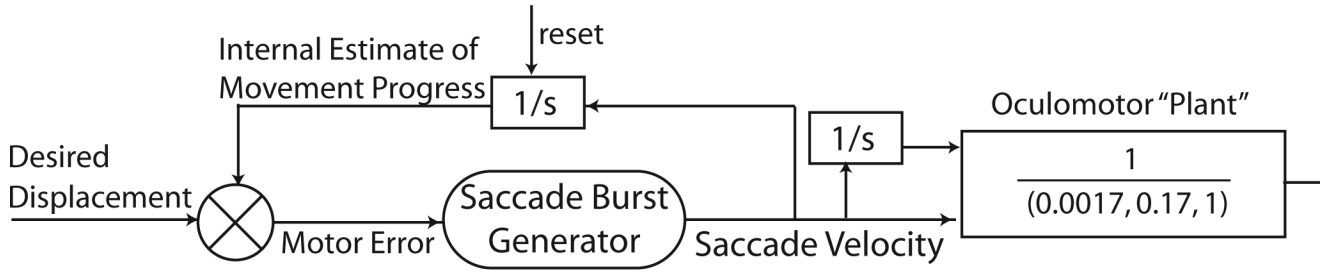 reset
Internal Estimate of
Movement Progress
1/s
Oculomotor “Plant”
1/s
1
(0.0017, 0.17, 1)
Desired
Displacement
Motor Error
Saccade Burst
Generator
Saccade Velocity